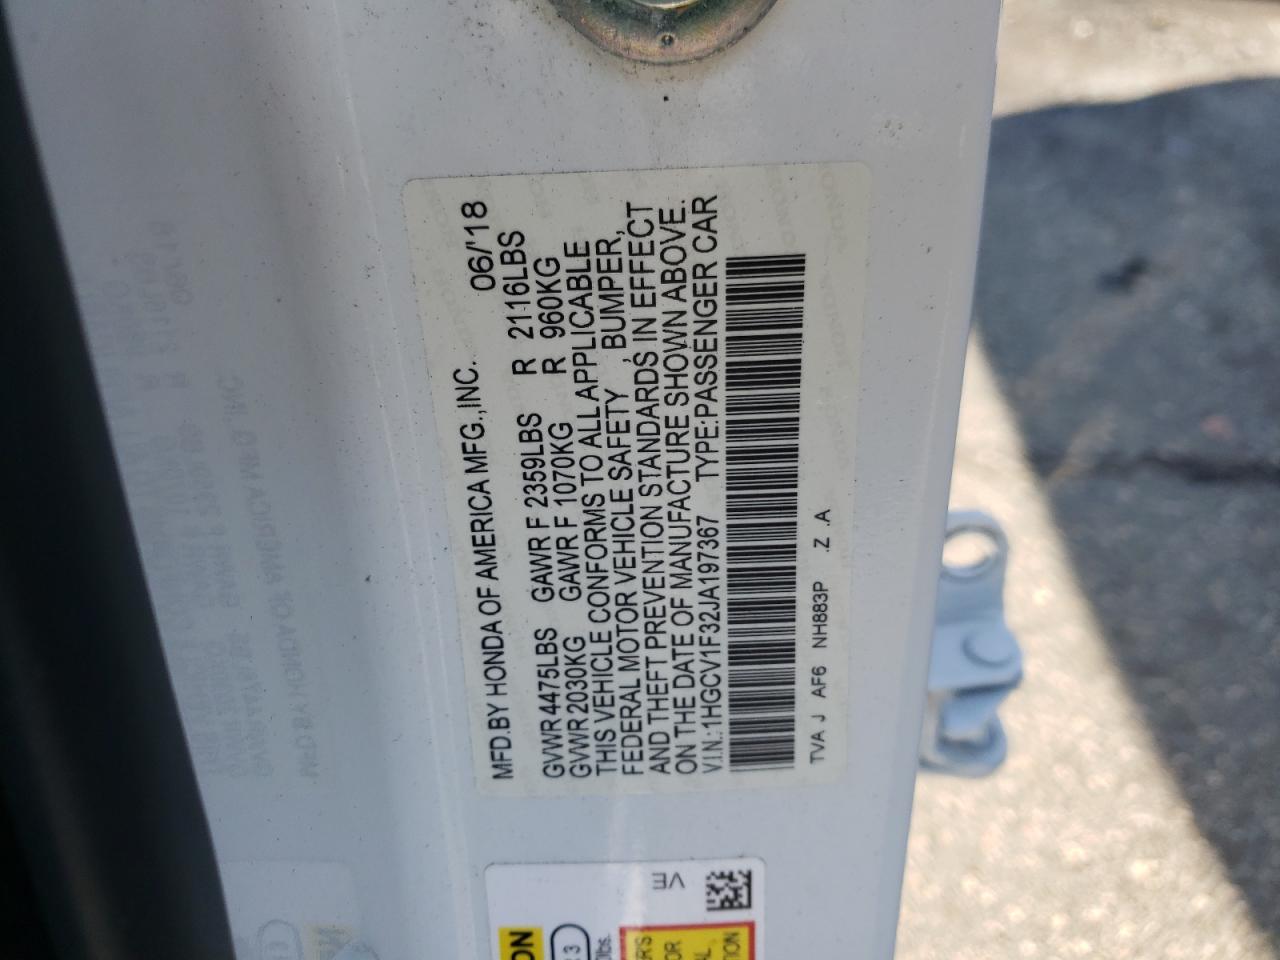 MFD.BY HONDA OF AMERICA MFG.,INC. 06/'18
GVWR 4475LBS GAWR F 2359LBS R 2116LBS
GVWR 2030KG GAWR F 1070KG R 960KG
THIS VEHICLE CONFORMS TO ALL APPLICABLE
FEDERAL MOTOR VEHICLE SAFETY , BUMPER,
AND THEFT PREVENTION STANDARDS IN EFFECT
ON THE DATE OF MANUFACTURE SHOWN ABOVE.
V.I.N.:1HGCV1F32JA197367 TYPE:PASSENGER CAR
TVA J AF6 NH883P .Z .A
VE